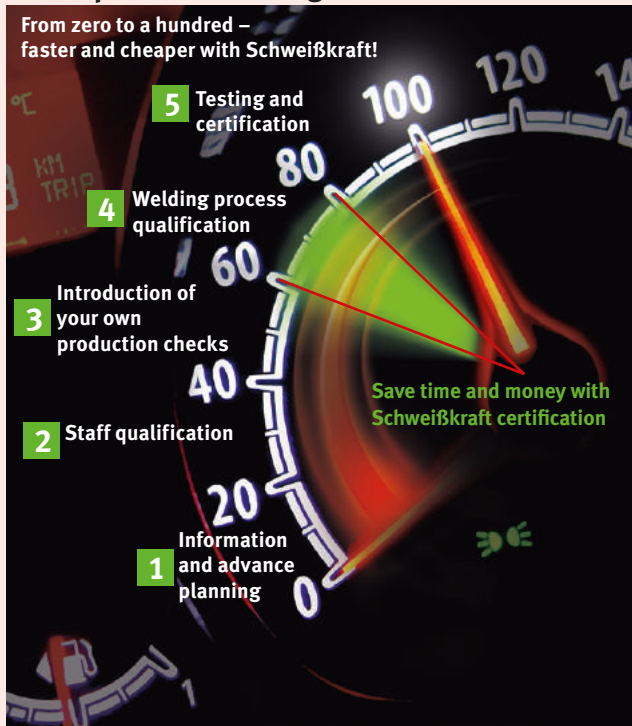 From zero to a hundred –
faster and cheaper with Schweißkraft!
5 Testing and
certification
100
120
14
°C
KM
TRIP
80
4 Welding process
qualification
60
3 Introduction of
your own
production checks
40
Save time and money with
Schweißkraft certification
2 Staff qualification
20
1 Information
and advance
planning
0
1